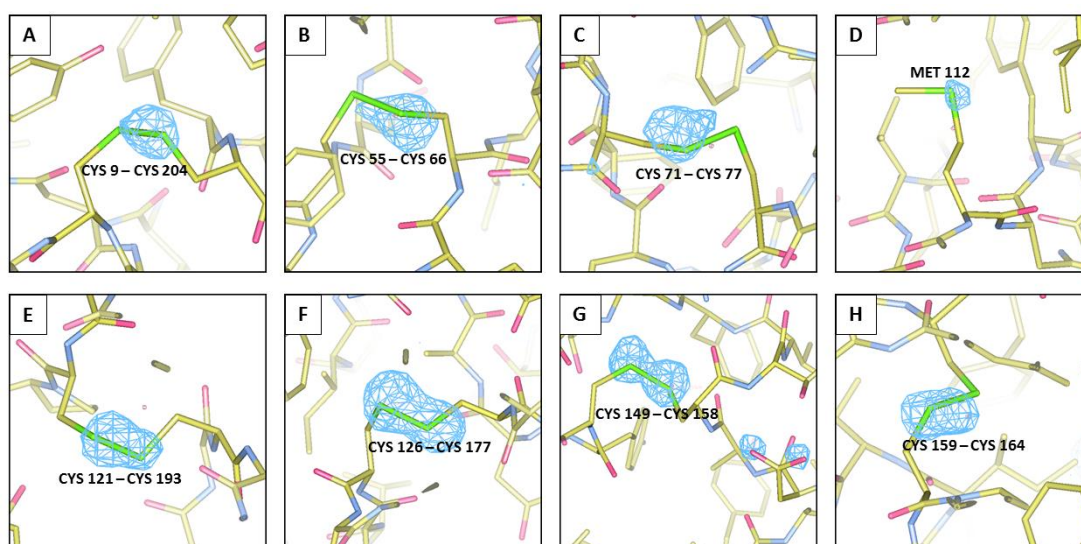 A
CYS 9 – CYS 204
B
CYS 55 – CYS 66
C
CYS 71 – CYS 77
D
MET 112
E
CYS 121 – CYS 193
F
CYS 126 – CYS 177
G
CYS 149 – CYS 158
H
CYS 159 – CYS 164